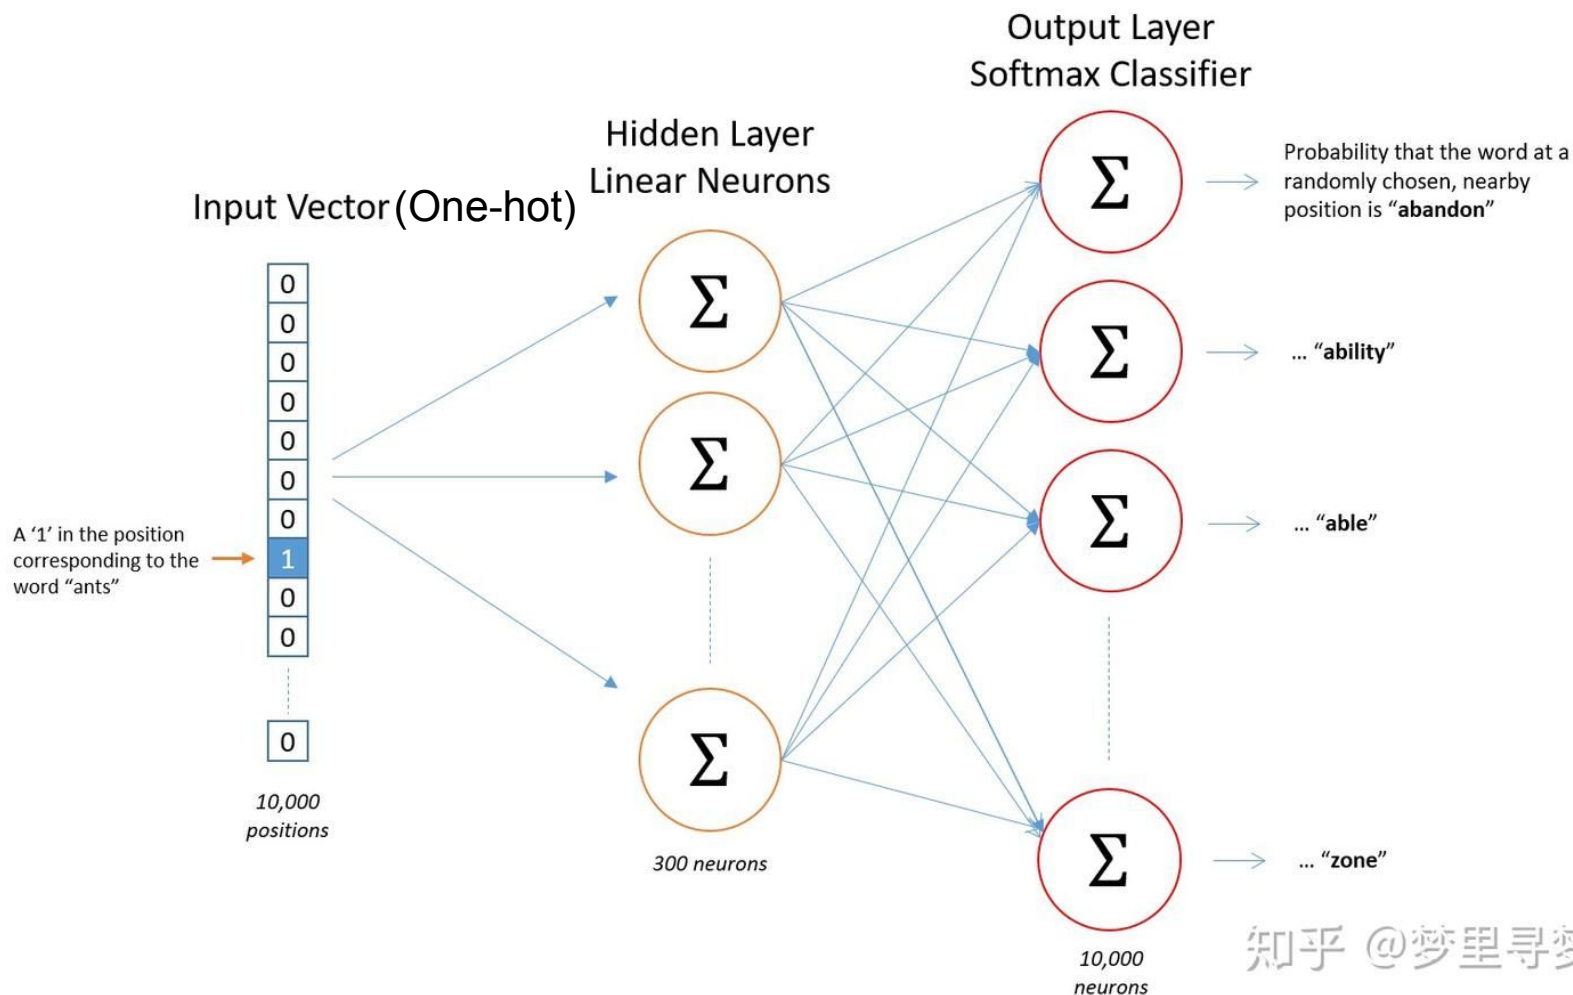 Output Layer
Softmax Classifier
Hidden Layer
Linear Neurons
Input Vector (One-hot)
0
0
0
0
0
0
0
1
0
0
0
A ‘1’ in the position
corresponding to the
word “ants”
10,000
positions
Σ
Σ
Σ
300 neurons
Σ
Σ
Σ
Σ
10,000
neurons
Probability that the word at a
randomly chosen, nearby
position is “abandon”
... “ability”
... “able”
... “zone”
知乎 @梦里寻梦